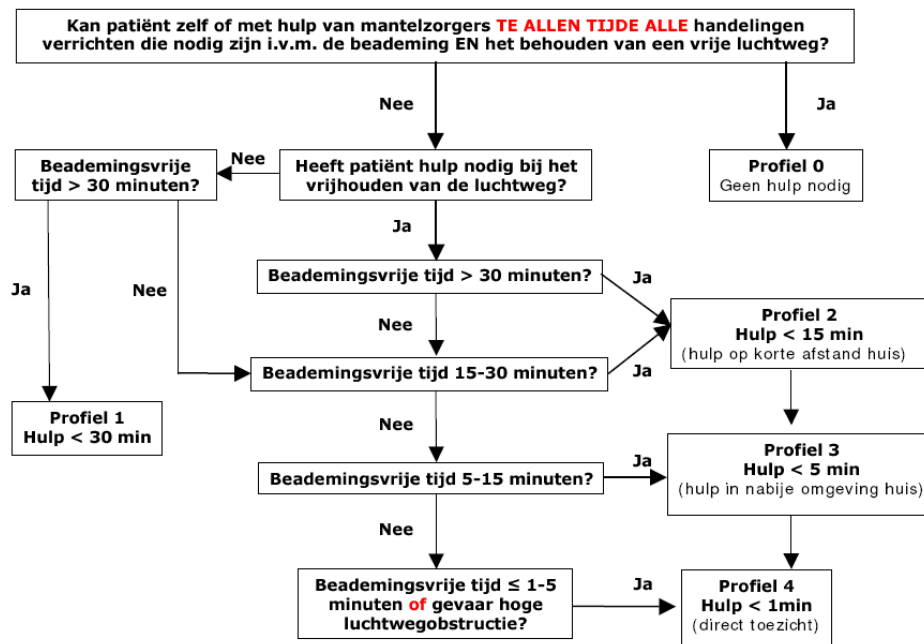 Kan patiënt zelf of met hulp van mantelzorgers TE ALLEN TIJDE ALLE handelingen
verrichten die nodig zijn i.v.m. de beademing EN het behouden van een vrije luchtweg?
Nee
Ja
Beademingsvrije
tijd > 30 minuten?
Nee
Heeft patiënt hulp nodig bij het
vrijhouden van de luchtweg?
Profiel 0
Geen hulp nodig
Ja
Ja
Nee
Beademingsvrije tijd > 30 minuten?
Ja
Nee
Profiel 2
Hulp < 15 min
(hulp op korte afstand huis)
Beademingsvrije tijd 15-30 minuten?
Ja
Profiel 1
Hulp < 30 min
Nee
Beademingsvrije tijd 5-15 minuten?
Ja
Profiel 3
Hulp < 5 min
(hulp in nabije omgeving huis)
Nee
Beademingsvrije tijd ≤ 1-5
minuten of gevaar hoge
luchtwegobstructie?
Ja
Profiel 4
Hulp < 1min
(direct toezicht)